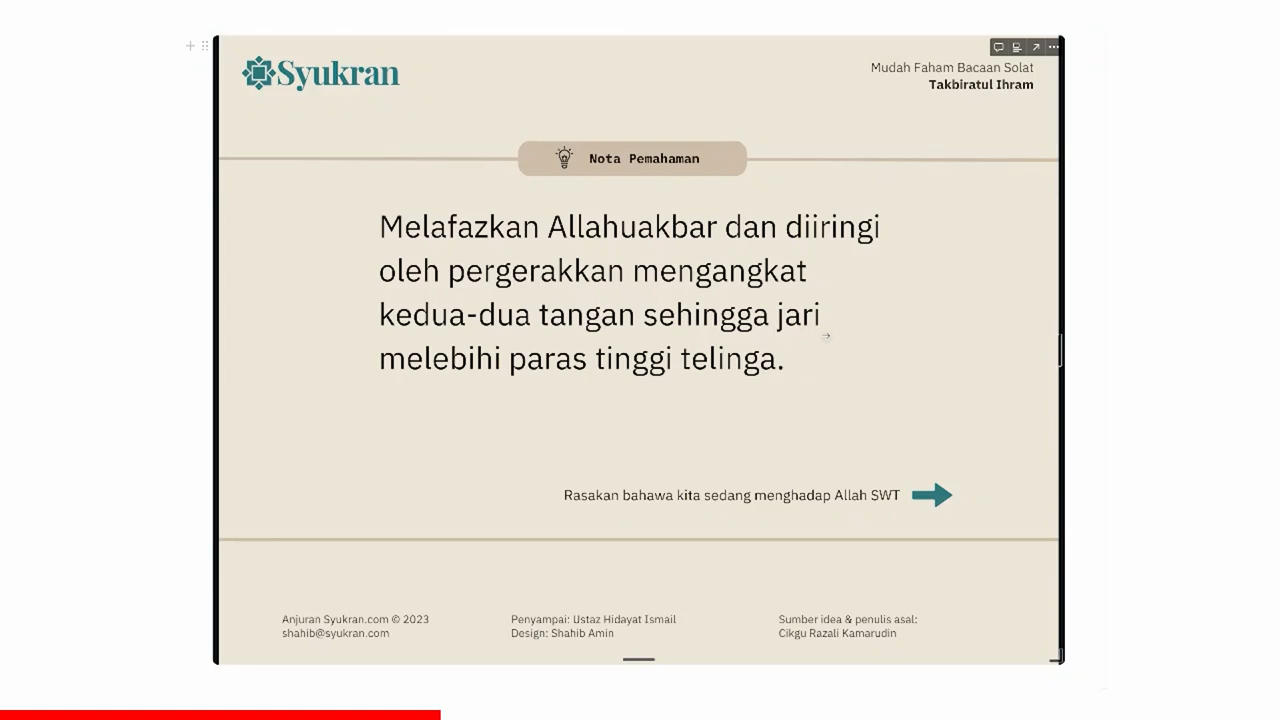 Syukran
Mudah Faham Bacaan Solat
Takbiratul Ihram
Nota Pemahaman
Melafazkan Allahuakbar dan diiringi
oleh pergerakkan mengangkat
kedua-dua tangan sehingga jari
melebihi paras tinggi telinga.
Rasakan bahawa kita sedang menghadap Allah SWT
Anjuran Syukran.com © 2023
shahib@syukran.com
Penyampai: Ustaz Hidayat Ismail
Design: Shahib Amin
Sumber idea & penulis asal:
Cikgu Razali Kamarudin